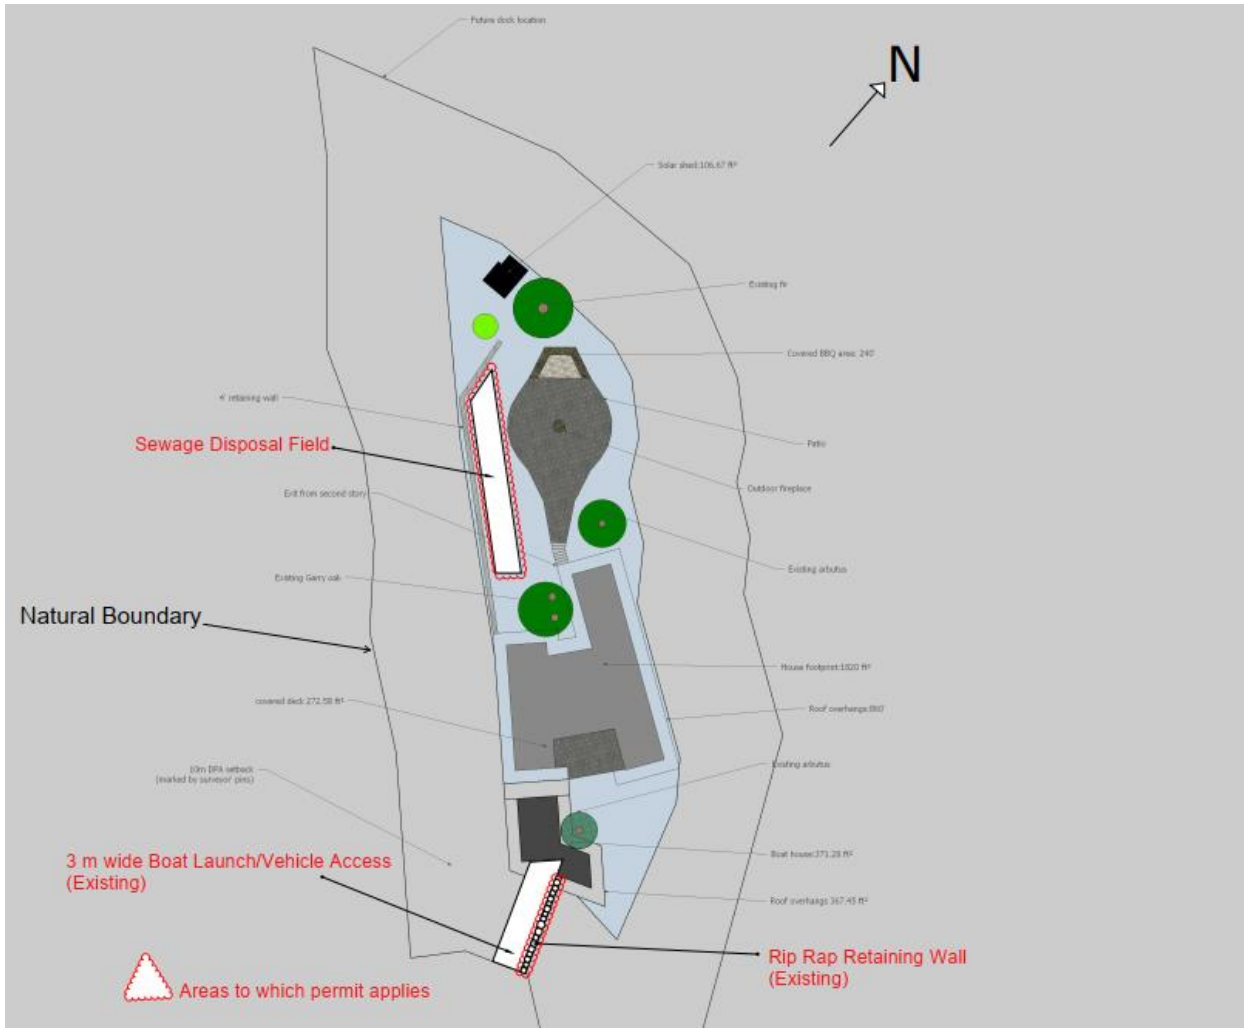 Future dock location
N
Solar shed:106.67 ft²
Existing fir
Covered BBQ area: 240'
4' retaining wall
Sewage Disposal Field
Patio
Exit from second story
Outdoor fireplace
Existing arbutus
Existing Garry oak
Natural Boundary
House footprint:1820 ft²
covered deck:272.58 ft²
Roof overhangs:860'
Existing arbutus
10m DPA setback
(marked by surveyor pins)
3 m wide Boat Launch/Vehicle Access
(Existing)
Boat house:371.28 ft²
Roof overhangs 367.45 ft²
Rip Rap Retaining Wall
(Existing)
Areas to which permit applies